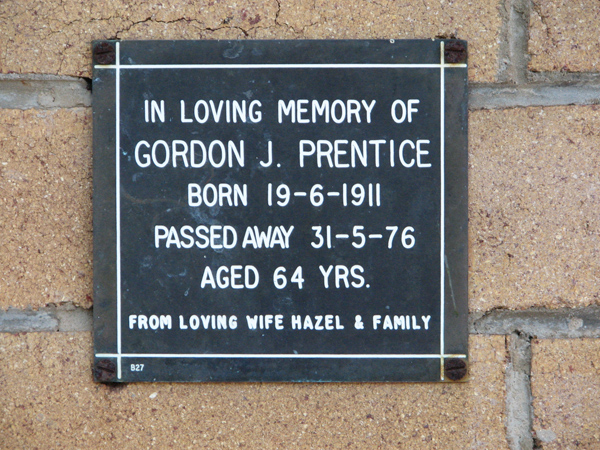 IN LOVING MEMORY OF
GORDON J. PRENTICE
BORN 19-6-1911
PASSED AWAY 31-5-76
AGED 64 YRS.
FROM LOVING WIFE HAZEL & FAMILY
B27